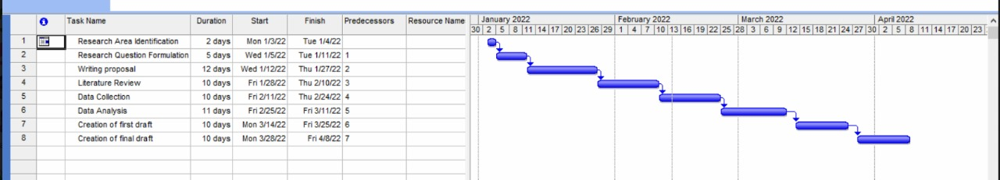 Task Name Duration Start Finish Predecessors Resource Name
January 2022 February 2022 March 2022 April 2022
30 2 5 8 11 14 17 20 23 26 29 1 4 7 10 13 16 19 22 25 28 3 6 9 12 15 18 21 24 27 30 2 5 8 11 14 17 20 23
1 Research Area Identification 2 days Mon 1/3/22 Tue 1/4/22
2 Research Question Formulation 5 days Wed 1/5/22 Tue 1/11/22 1
3 Writing proposal 12 days Wed 1/12/22 Thu 1/27/22 2
4 Literature Review 10 days Fri 1/28/22 Thu 2/10/22 3
5 Data Collection 10 days Fri 2/11/22 Thu 2/24/22 4
6 Data Analysis 11 days Fri 2/25/22 Fri 3/11/22 5
7 Creation of first draft 10 days Mon 3/14/22 Fri 3/25/22 6
8 Creation of final draft 10 days Mon 3/28/22 Fri 4/8/22 7